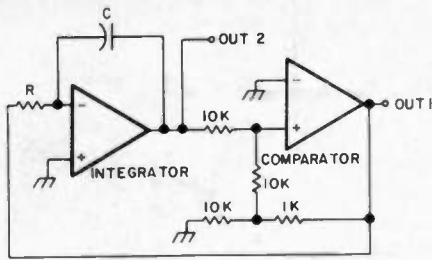 C
OUT 2
R
-
+
INTEGRATOR
10K
-
+
COMPARATOR
OUT 1
10K
10K
1K